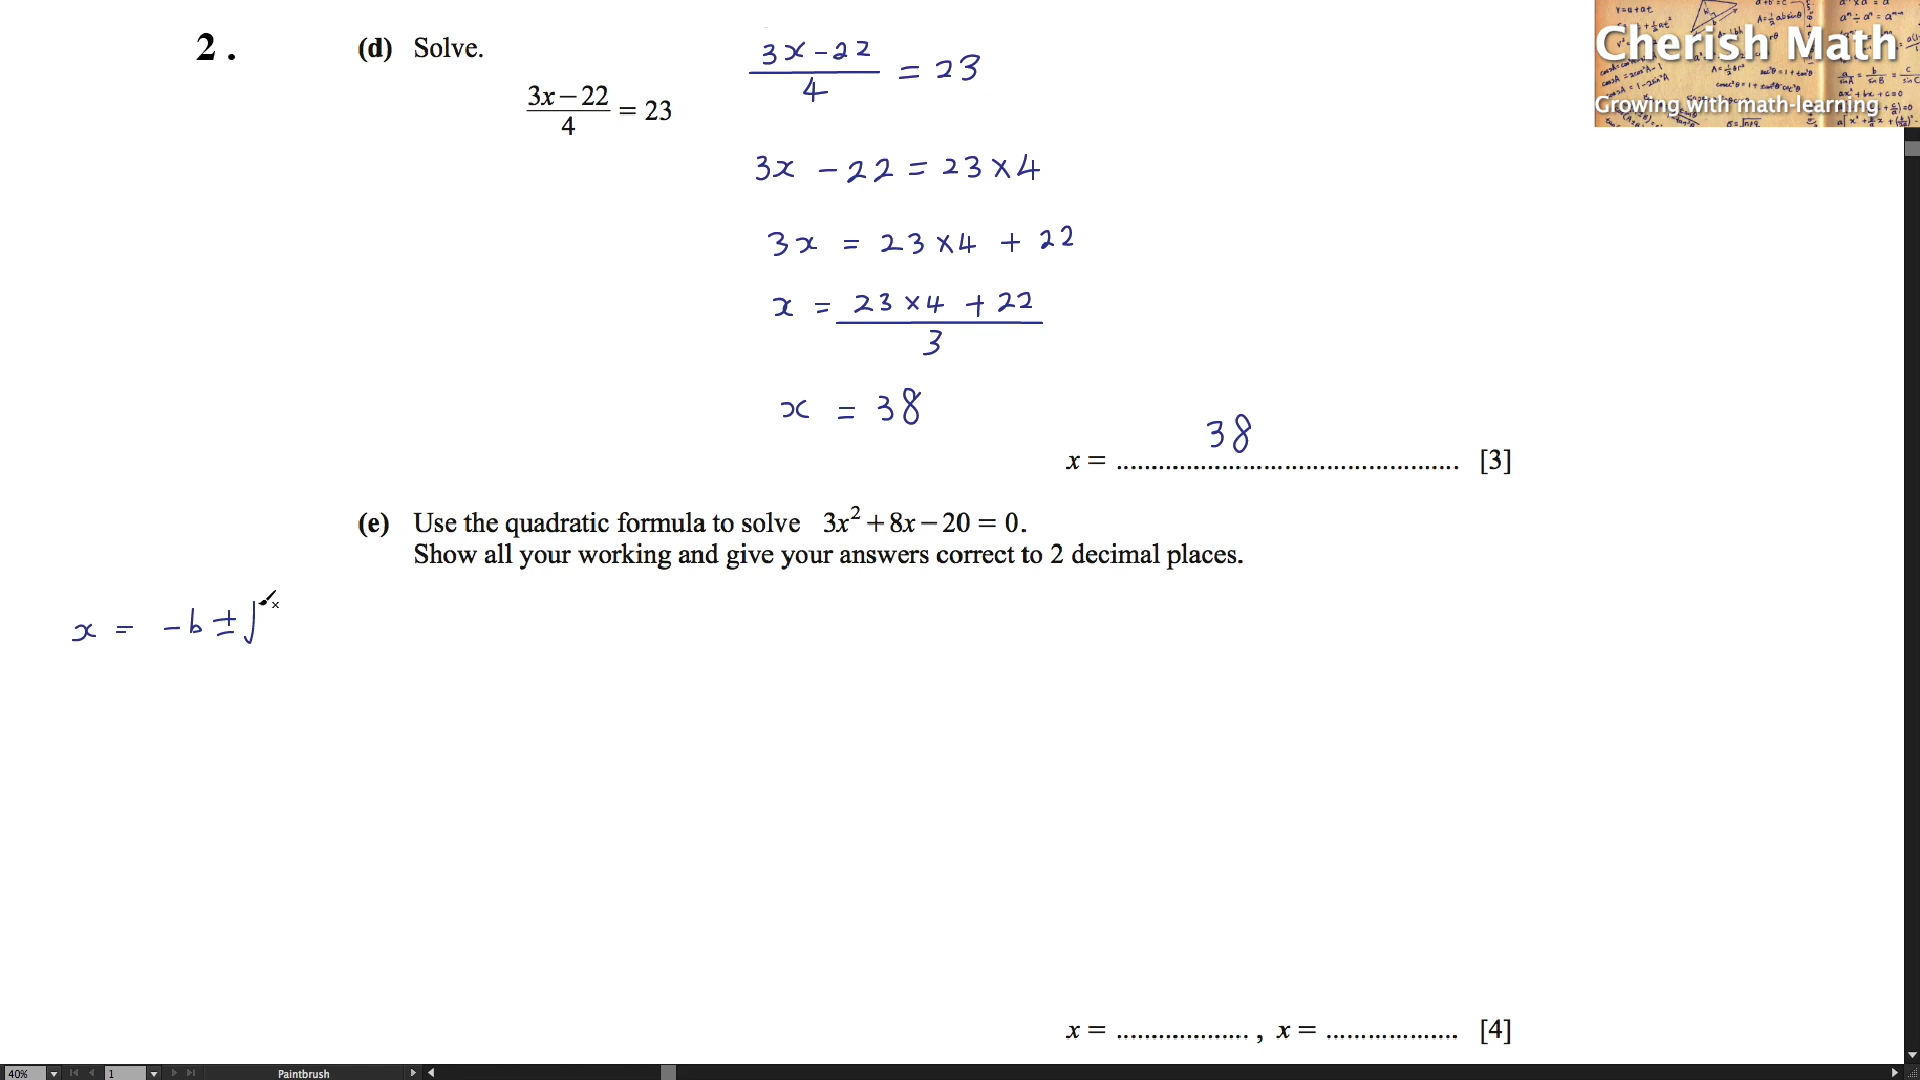 2 .
(d) Solve.
(3x − 22)/4 = 23
(3x − 22)/4 = 23
3x − 22 = 23 × 4
3x = 23 × 4 + 22
x = (23 × 4 + 22)/3
x = 38
38
x = ................................................. [3]
(e) Use the quadratic formula to solve 3x² + 8x − 20 = 0.
Show all your working and give your answers correct to 2 decimal places.
x = −b ± √
x = ................... , x = ................... [4]
Cherish Math
Growing with math-learning
40%
1
Paintbrush